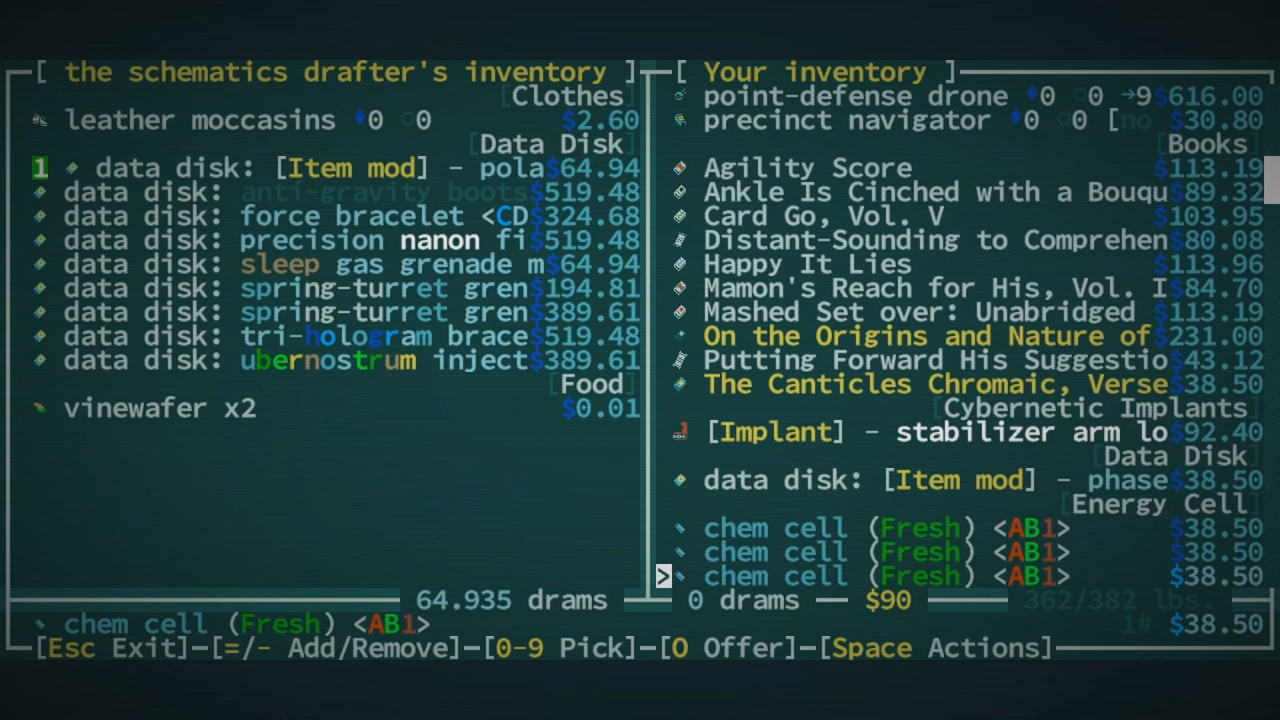 [ the schematics drafter's inventory ]
[Clothes]
leather moccasins ♦0 ○0 $2.60
[Data Disk]
1 data disk: [Item mod] - pola $64.94
data disk: anti-gravity boots $519.48
data disk: force bracelet <CD $324.68
data disk: precision nanon fi $519.48
data disk: sleep gas grenade m $64.94
data disk: spring-turret gren $194.81
data disk: spring-turret gren $389.61
data disk: tri-hologram brace $519.48
data disk: ubernostrum inject $389.61
[Food]
vinewafer x2 $0.01
64.935 drams
[ Your inventory ]
point-defense drone ♦0 ○0 →9 $616.00
precinct navigator ♦0 ○0 [no $30.80
[Books]
Agility Score $113.19
Ankle Is Cinched with a Bouqu $89.32
Card Go, Vol. V $103.95
Distant-Sounding to Comprehen $80.08
Happy It Lies $113.96
Mamon's Reach for His, Vol. I $84.70
Mashed Set over: Unabridged $113.19
On the Origins and Nature of $231.00
Putting Forward His Suggestio $43.12
The Canticles Chromaic, Verse $38.50
[Cybernetic Implants]
[Implant] - stabilizer arm lo $92.40
[Data Disk]
data disk: [Item mod] - phase $38.50
[Energy Cell]
chem cell (Fresh) <AB1> $38.50
chem cell (Fresh) <AB1> $38.50
> chem cell (Fresh) <AB1> $38.50
0 drams — $90 362/382 lbs.
chem cell (Fresh) <AB1> 1# $38.50
[Esc Exit]-[=/- Add/Remove]-[0-9 Pick]-[O Offer]-[Space Actions]